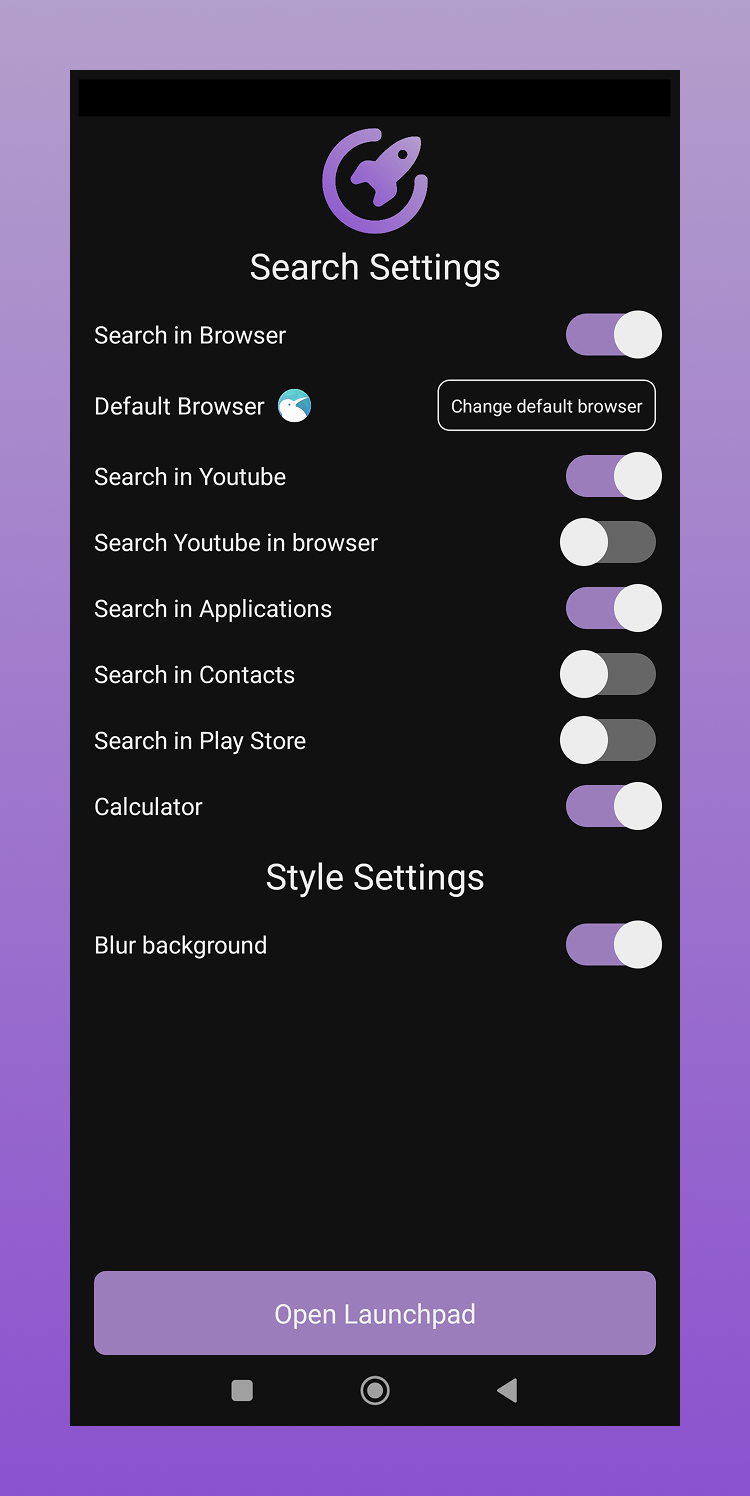 Search Settings
Search in Browser
Default Browser
Change default browser
Search in Youtube
Search Youtube in browser
Search in Applications
Search in Contacts
Search in Play Store
Calculator
Style Settings
Blur background
Open Launchpad